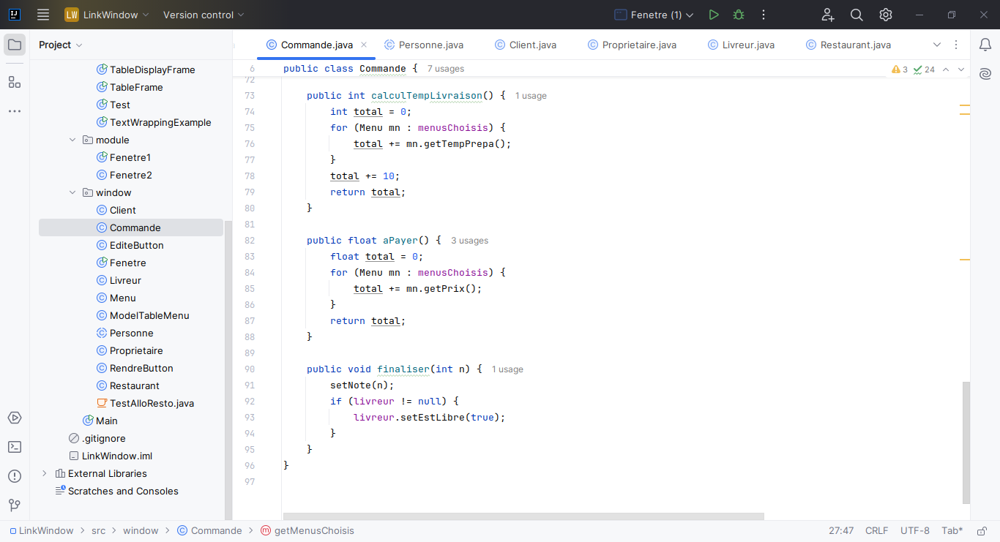 LW LinkWindow Version control Fenetre (1)
Project
Commande.java Personne.java Client.java Proprietaire.java Livreur.java Restaurant.java
TableDisplayFrame
TableFrame
Test
TextWrappingExample
module
Fenetre1
Fenetre2
window
Client
Commande
EditeButton
Fenetre
Livreur
Menu
ModelTableMenu
Personne
Proprietaire
RendreButton
Restaurant
TestAlloResto.java
Main
.gitignore
LinkWindow.iml
External Libraries
Scratches and Consoles
6 public class Commande { 7 usages
3 24
72
73 public int calculTempLivraison() { 1 usage
74 int total = 0;
75 for (Menu mn : menusChoisis) {
76 total += mn.getTempPrepa();
77 }
78 total += 10;
79 return total;
80 }
81
82 public float aPayer() { 3 usages
83 float total = 0;
84 for (Menu mn : menusChoisis) {
85 total += mn.getPrix();
86 }
87 return total;
88 }
89
90 public void finaliser(int n) { 1 usage
91 setNote(n);
92 if (livreur != null) {
93 livreur.setEstLibre(true);
94 }
95 }
96 }
97
LinkWindow > src > window > Commande > getMenusChoisis
27:47 CRLF UTF-8 Tab*